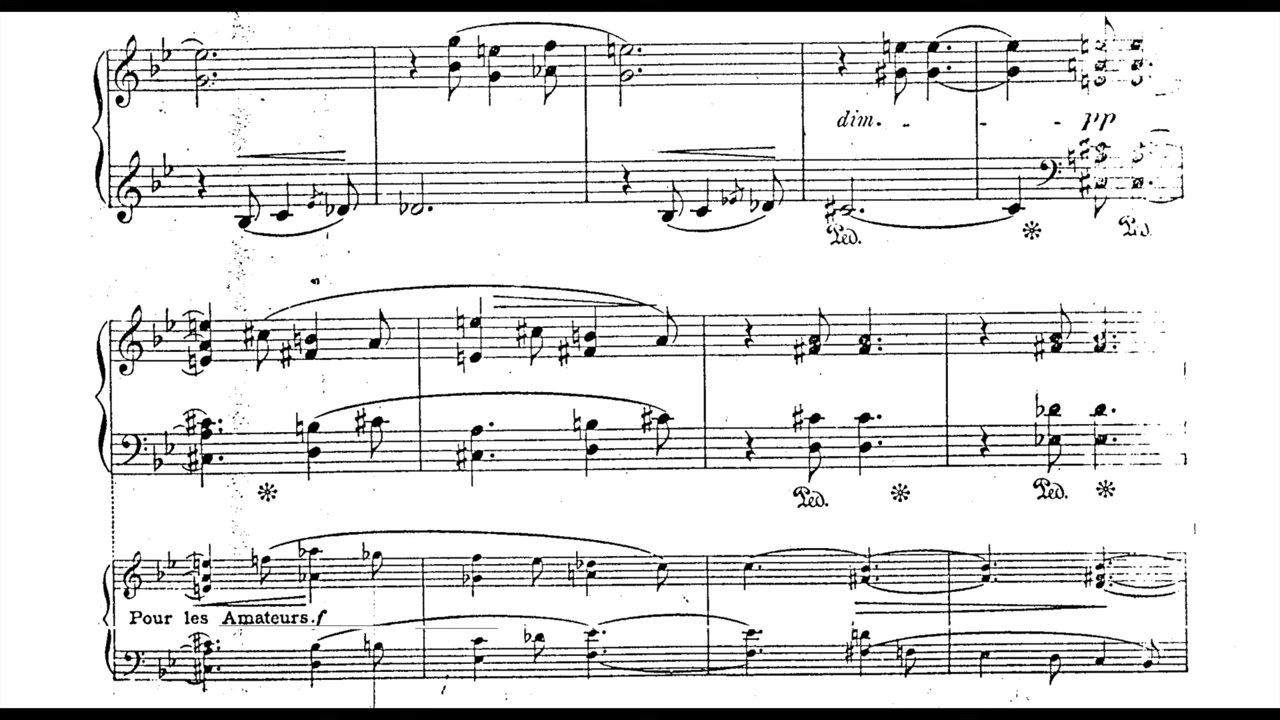 dim. - - - pp
Ped. Ped.
Ped. Ped.
Pour les Amateurs. f